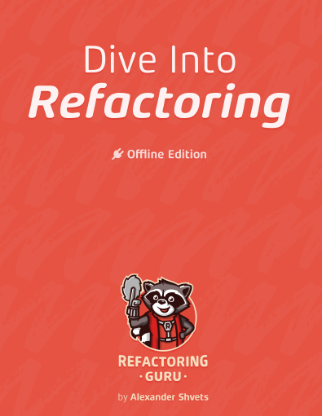 Dive Into
Refactoring
Offline Edition
REFACTORING
·GURU·
by Alexander Shvets